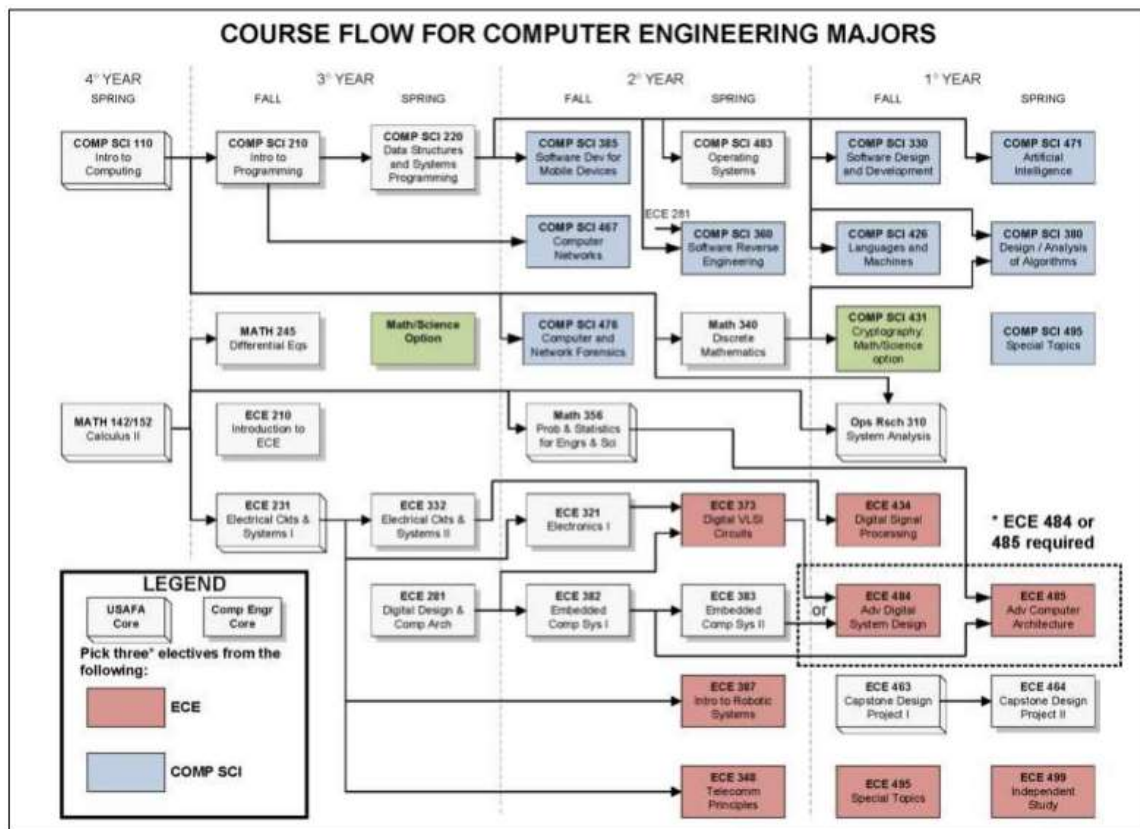 COURSE FLOW FOR COMPUTER ENGINEERING MAJORS
4° YEAR
3° YEAR
2° YEAR
1° YEAR
SPRING
FALL
SPRING
FALL
SPRING
FALL
SPRING
COMP SCI 110
Intro to
Computing
COMP SCI 210
Intro to
Programming
COMP SCI 220
Data Structures
and Systems
Programming
COMP SCI 385
Software Dev for
Mobile Devices
COMP SCI 483
Operating
Systems
COMP SCI 330
Software Design
and Development
COMP SCI 471
Artificial
Intelligence
ECE 281
COMP SCI 467
Computer
Networks
COMP SCI 360
Software Reverse
Engineering
COMP SCI 426
Languages and
Machines
COMP SCI 380
Design / Analysis
of Algorithms
MATH 245
Differential Eqs
Math/Science
Option
COMP SCI 476
Computer and
Network Forensics
Math 340
Discrete
Mathematics
COMP SCI 431
Cryptography:
Math/Science
option
COMP SCI 495
Special Topics
MATH 142/152
Calculus II
ECE 210
Introduction to
ECE
Math 356
Prob & Statistics
for Engrs & Sci
Ops Rsch 310
System Analysis
ECE 231
Electrical Ckts &
Systems I
ECE 332
Electrical Ckts &
Systems II
ECE 321
Electronics I
ECE 373
Digital VLSI
Circuits
ECE 434
Digital Signal
Processing
* ECE 484 or
485 required
ECE 281
Digital Design &
Comp Arch
ECE 382
Embedded
Comp Sys I
ECE 383
Embedded
Comp Sys II
or
ECE 484
Adv Digital
System Design
ECE 485
Adv Computer
Architecture
ECE 387
Intro to Robotic
Systems
ECE 463
Capstone Design
Project I
ECE 464
Capstone Design
Project II
ECE 348
Telecomm
Principles
ECE 495
Special Topics
ECE 499
Independent
Study
LEGEND
USAFA
Core
Comp Engr
Core
Pick three* electives from the
following:
ECE
COMP SCI